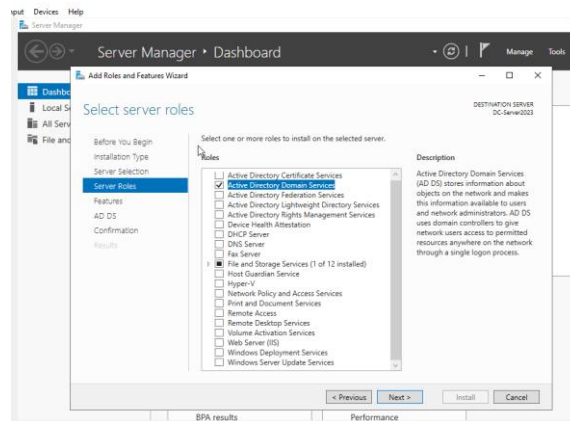 put Devices Help
Server Manager
Server Manager • Dashboard
Manage Tools
Dashbo
Local Se
All Serv
File and
Add Roles and Features Wizard
Select server roles
DESTINATION SERVER
DC-Server2023
Before You Begin
Installation Type
Server Selection
Server Roles
Features
AD DS
Confirmation
Results
Select one or more roles to install on the selected server.
Roles
Active Directory Certificate Services
Active Directory Domain Services
Active Directory Federation Services
Active Directory Lightweight Directory Services
Active Directory Rights Management Services
Device Health Attestation
DHCP Server
DNS Server
Fax Server
File and Storage Services (1 of 12 installed)
Host Guardian Service
Hyper-V
Network Policy and Access Services
Print and Document Services
Remote Access
Remote Desktop Services
Volume Activation Services
Web Server (IIS)
Windows Deployment Services
Windows Server Update Services
Description
Active Directory Domain Services
(AD DS) stores information about
objects on the network and makes
this information available to users
and network administrators. AD DS
uses domain controllers to give
network users access to permitted
resources anywhere on the network
through a single logon process.
< Previous
Next >
Install
Cancel
BPA results
Performance